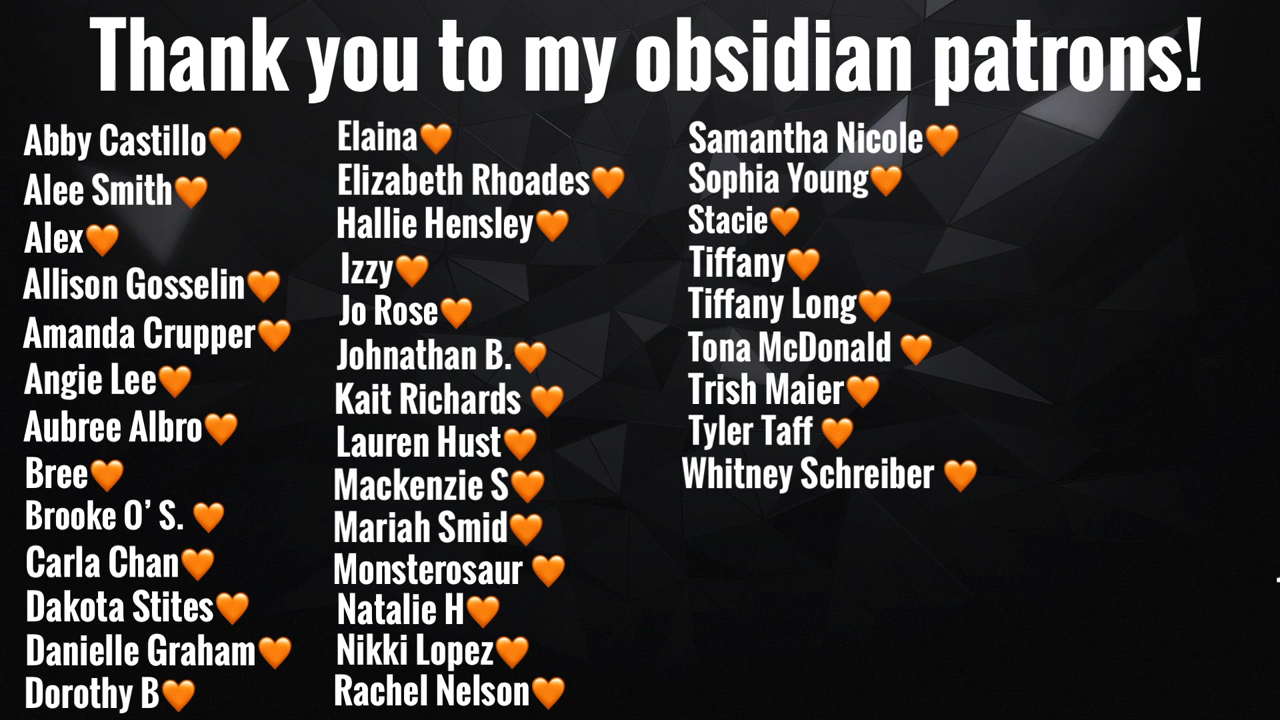 Thank you to my obsidian patrons!
Abby Castillo🧡
Alee Smith🧡
Alex🧡
Allison Gosselin🧡
Amanda Crupper🧡
Angie Lee🧡
Aubree Albro🧡
Bree🧡
Brooke O' S. 🧡
Carla Chan🧡
Dakota Stites🧡
Danielle Graham🧡
Dorothy B🧡
Elaina🧡
Elizabeth Rhoades🧡
Hallie Hensley🧡
Izzy🧡
Jo Rose🧡
Johnathan B.🧡
Kait Richards 🧡
Lauren Hust🧡
Mackenzie S🧡
Mariah Smid🧡
Monsterosaur 🧡
Natalie H🧡
Nikki Lopez🧡
Rachel Nelson🧡
Samantha Nicole🧡
Sophia Young🧡
Stacie🧡
Tiffany🧡
Tiffany Long🧡
Tona McDonald 🧡
Trish Maier🧡
Tyler Taff 🧡
Whitney Schreiber 🧡